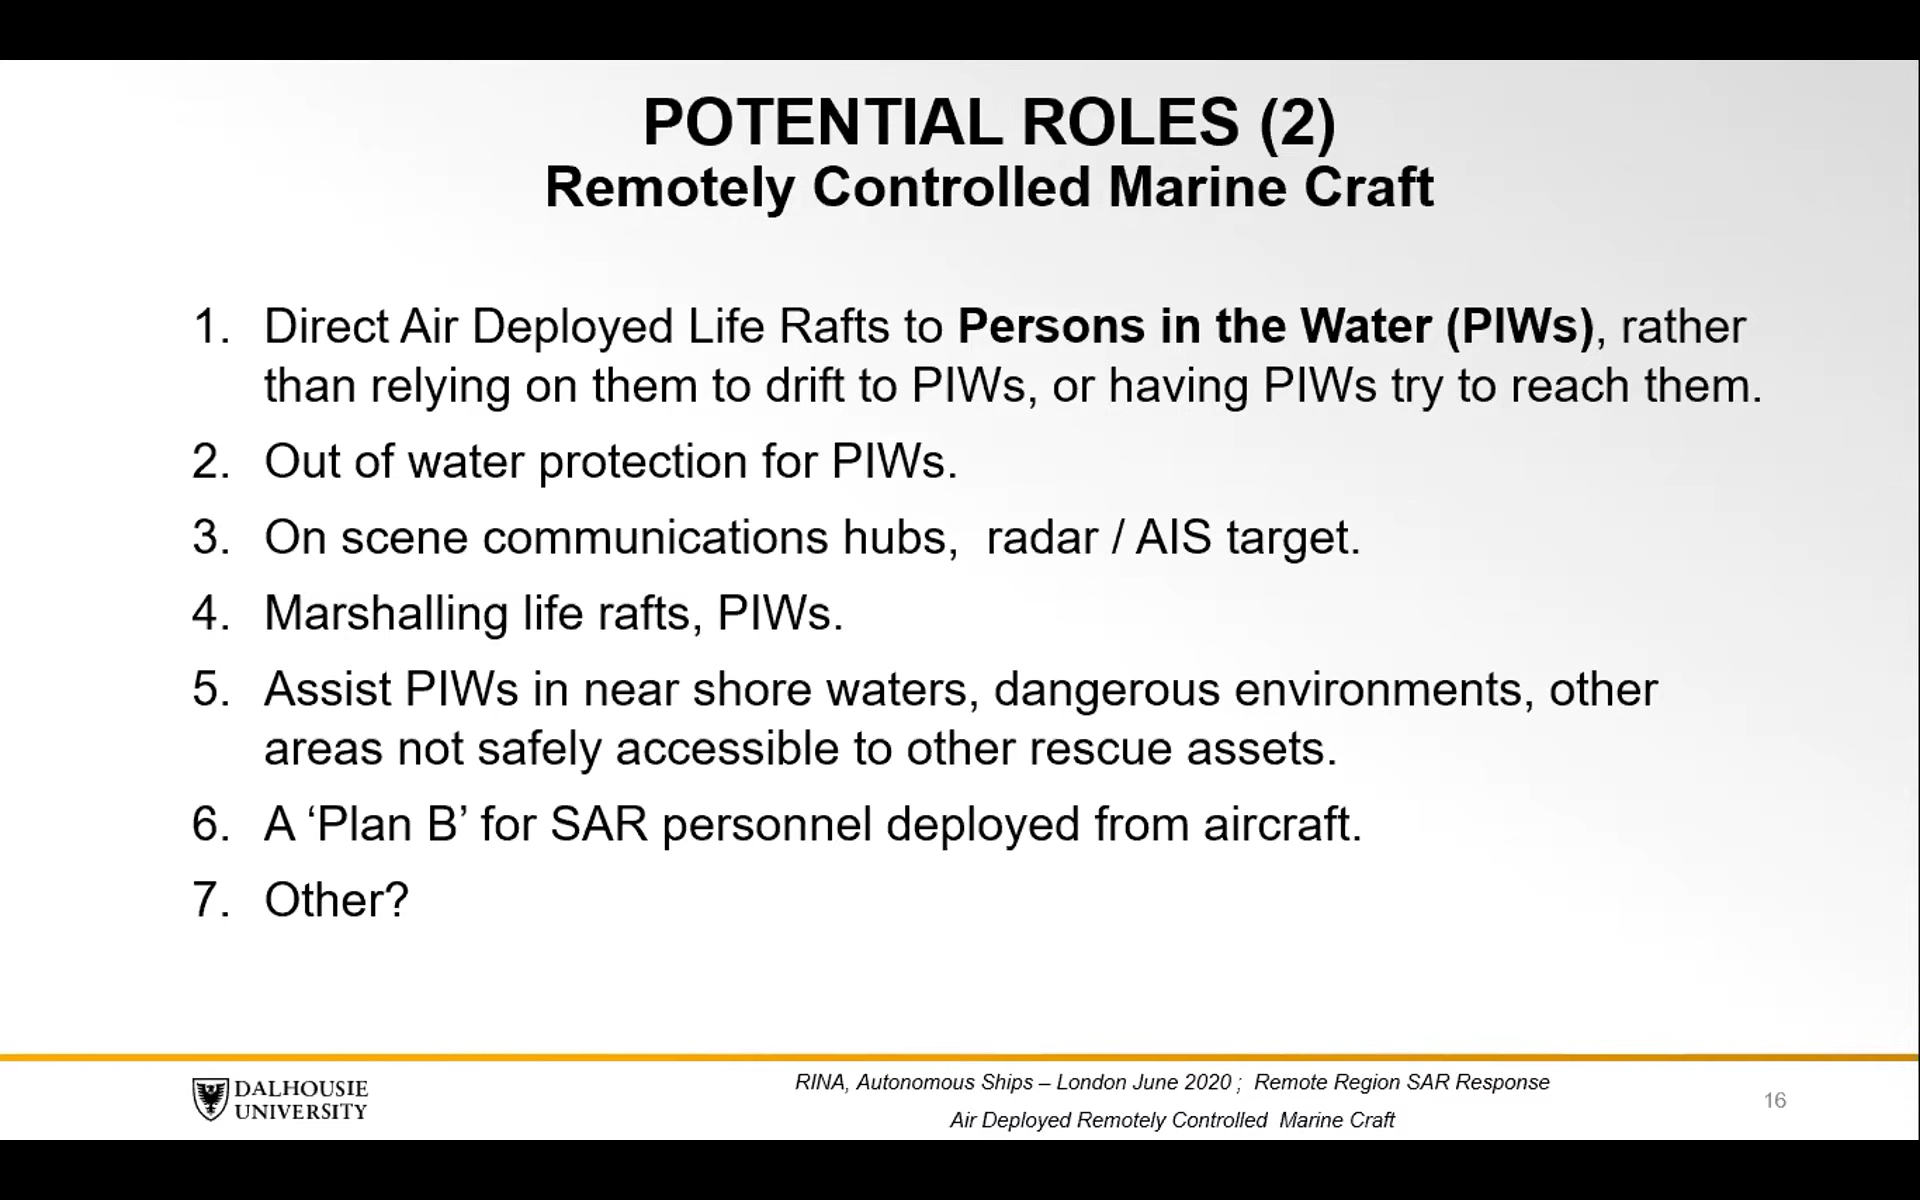 POTENTIAL ROLES (2)
Remotely Controlled Marine Craft
1. Direct Air Deployed Life Rafts to Persons in the Water (PIWs), rather
than relying on them to drift to PIWs, or having PIWs try to reach them.
2. Out of water protection for PIWs.
3. On scene communications hubs,  radar / AIS target.
4. Marshalling life rafts, PIWs.
5. Assist PIWs in near shore waters, dangerous environments, other
areas not safely accessible to other rescue assets.
6. A ‘Plan B’ for SAR personnel deployed from aircraft.
7. Other?
DALHOUSIE
UNIVERSITY
RINA, Autonomous Ships – London June 2020 ;  Remote Region SAR Response
Air Deployed Remotely Controlled  Marine Craft
16